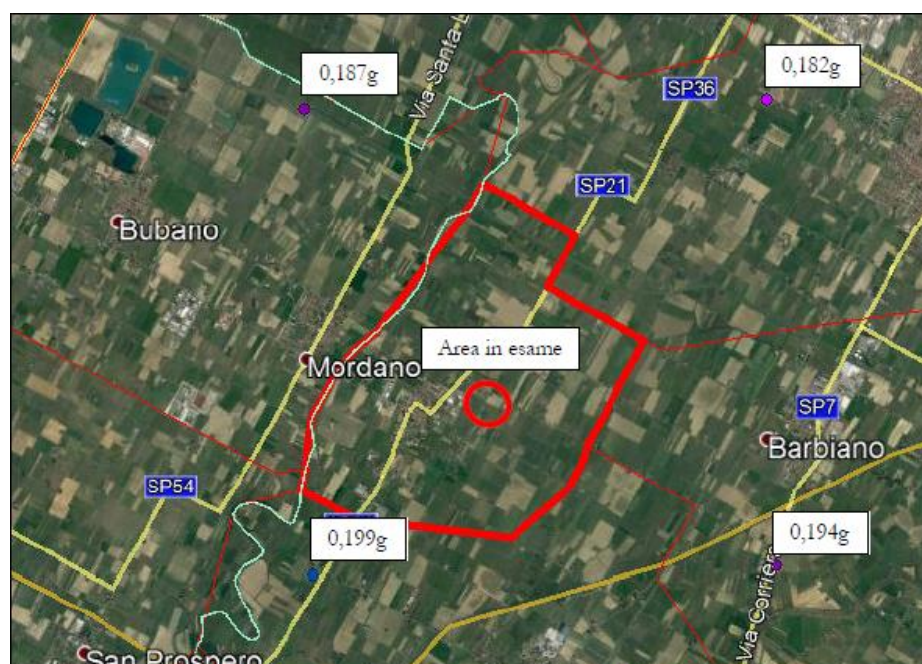 0,187g
Via Santa L
0,182g
SP36
SP21
Bubano
Area in esame
Mordano
SP7
Barbiano
SP54
0,199g
0,194g
Via Corriera
San Prospero